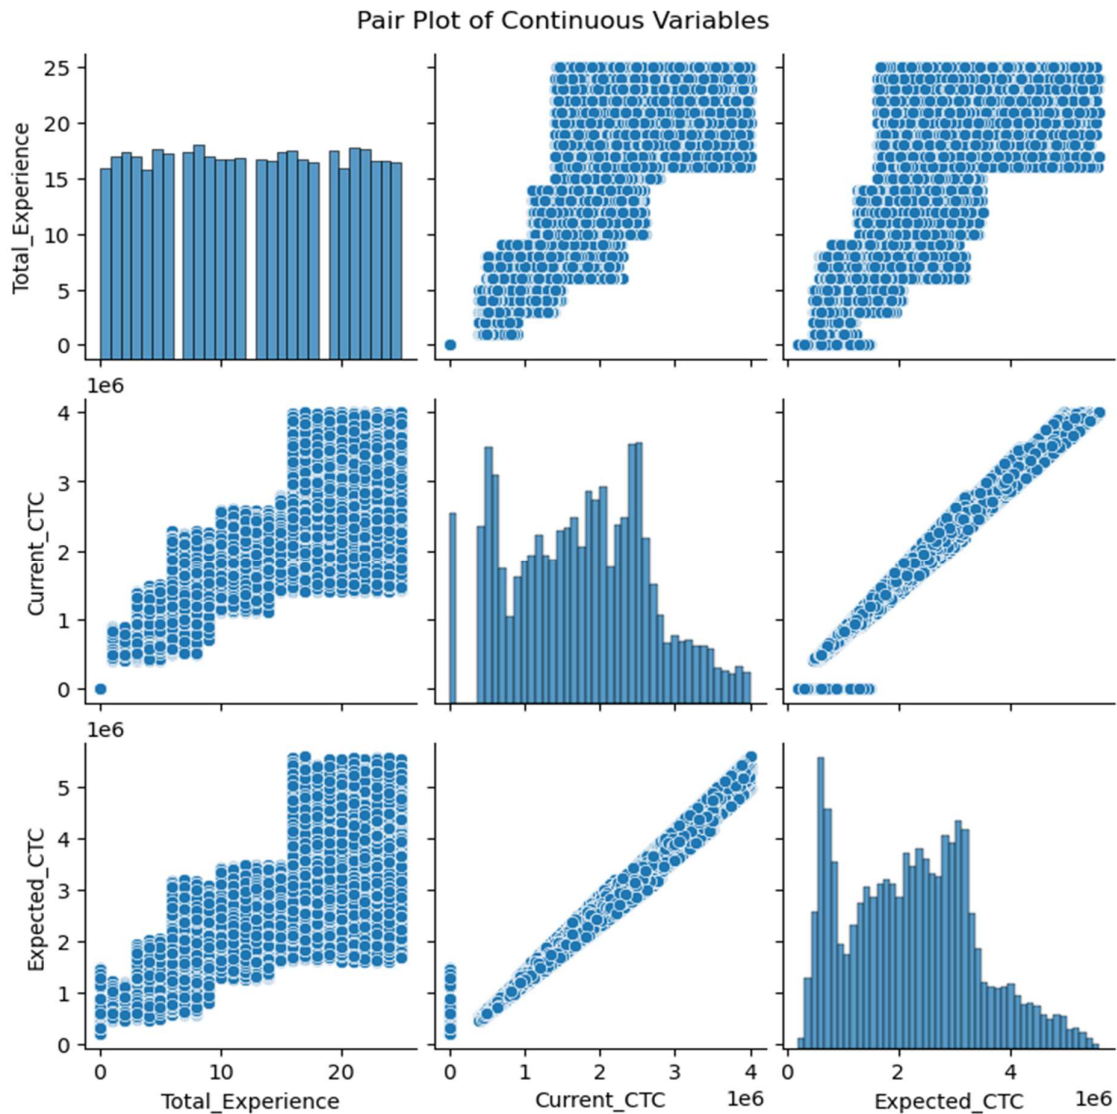 Pair Plot of Continuous Variables
Total_Experience
25
20
15
10
5
0
1e6
Current_CTC
4
3
2
1
0
1e6
Expected_CTC
5
4
3
2
1
0
0 10 20
Total_Experience
0 1 2 3 4
1e6
Current_CTC
0 2 4
1e6
Expected_CTC